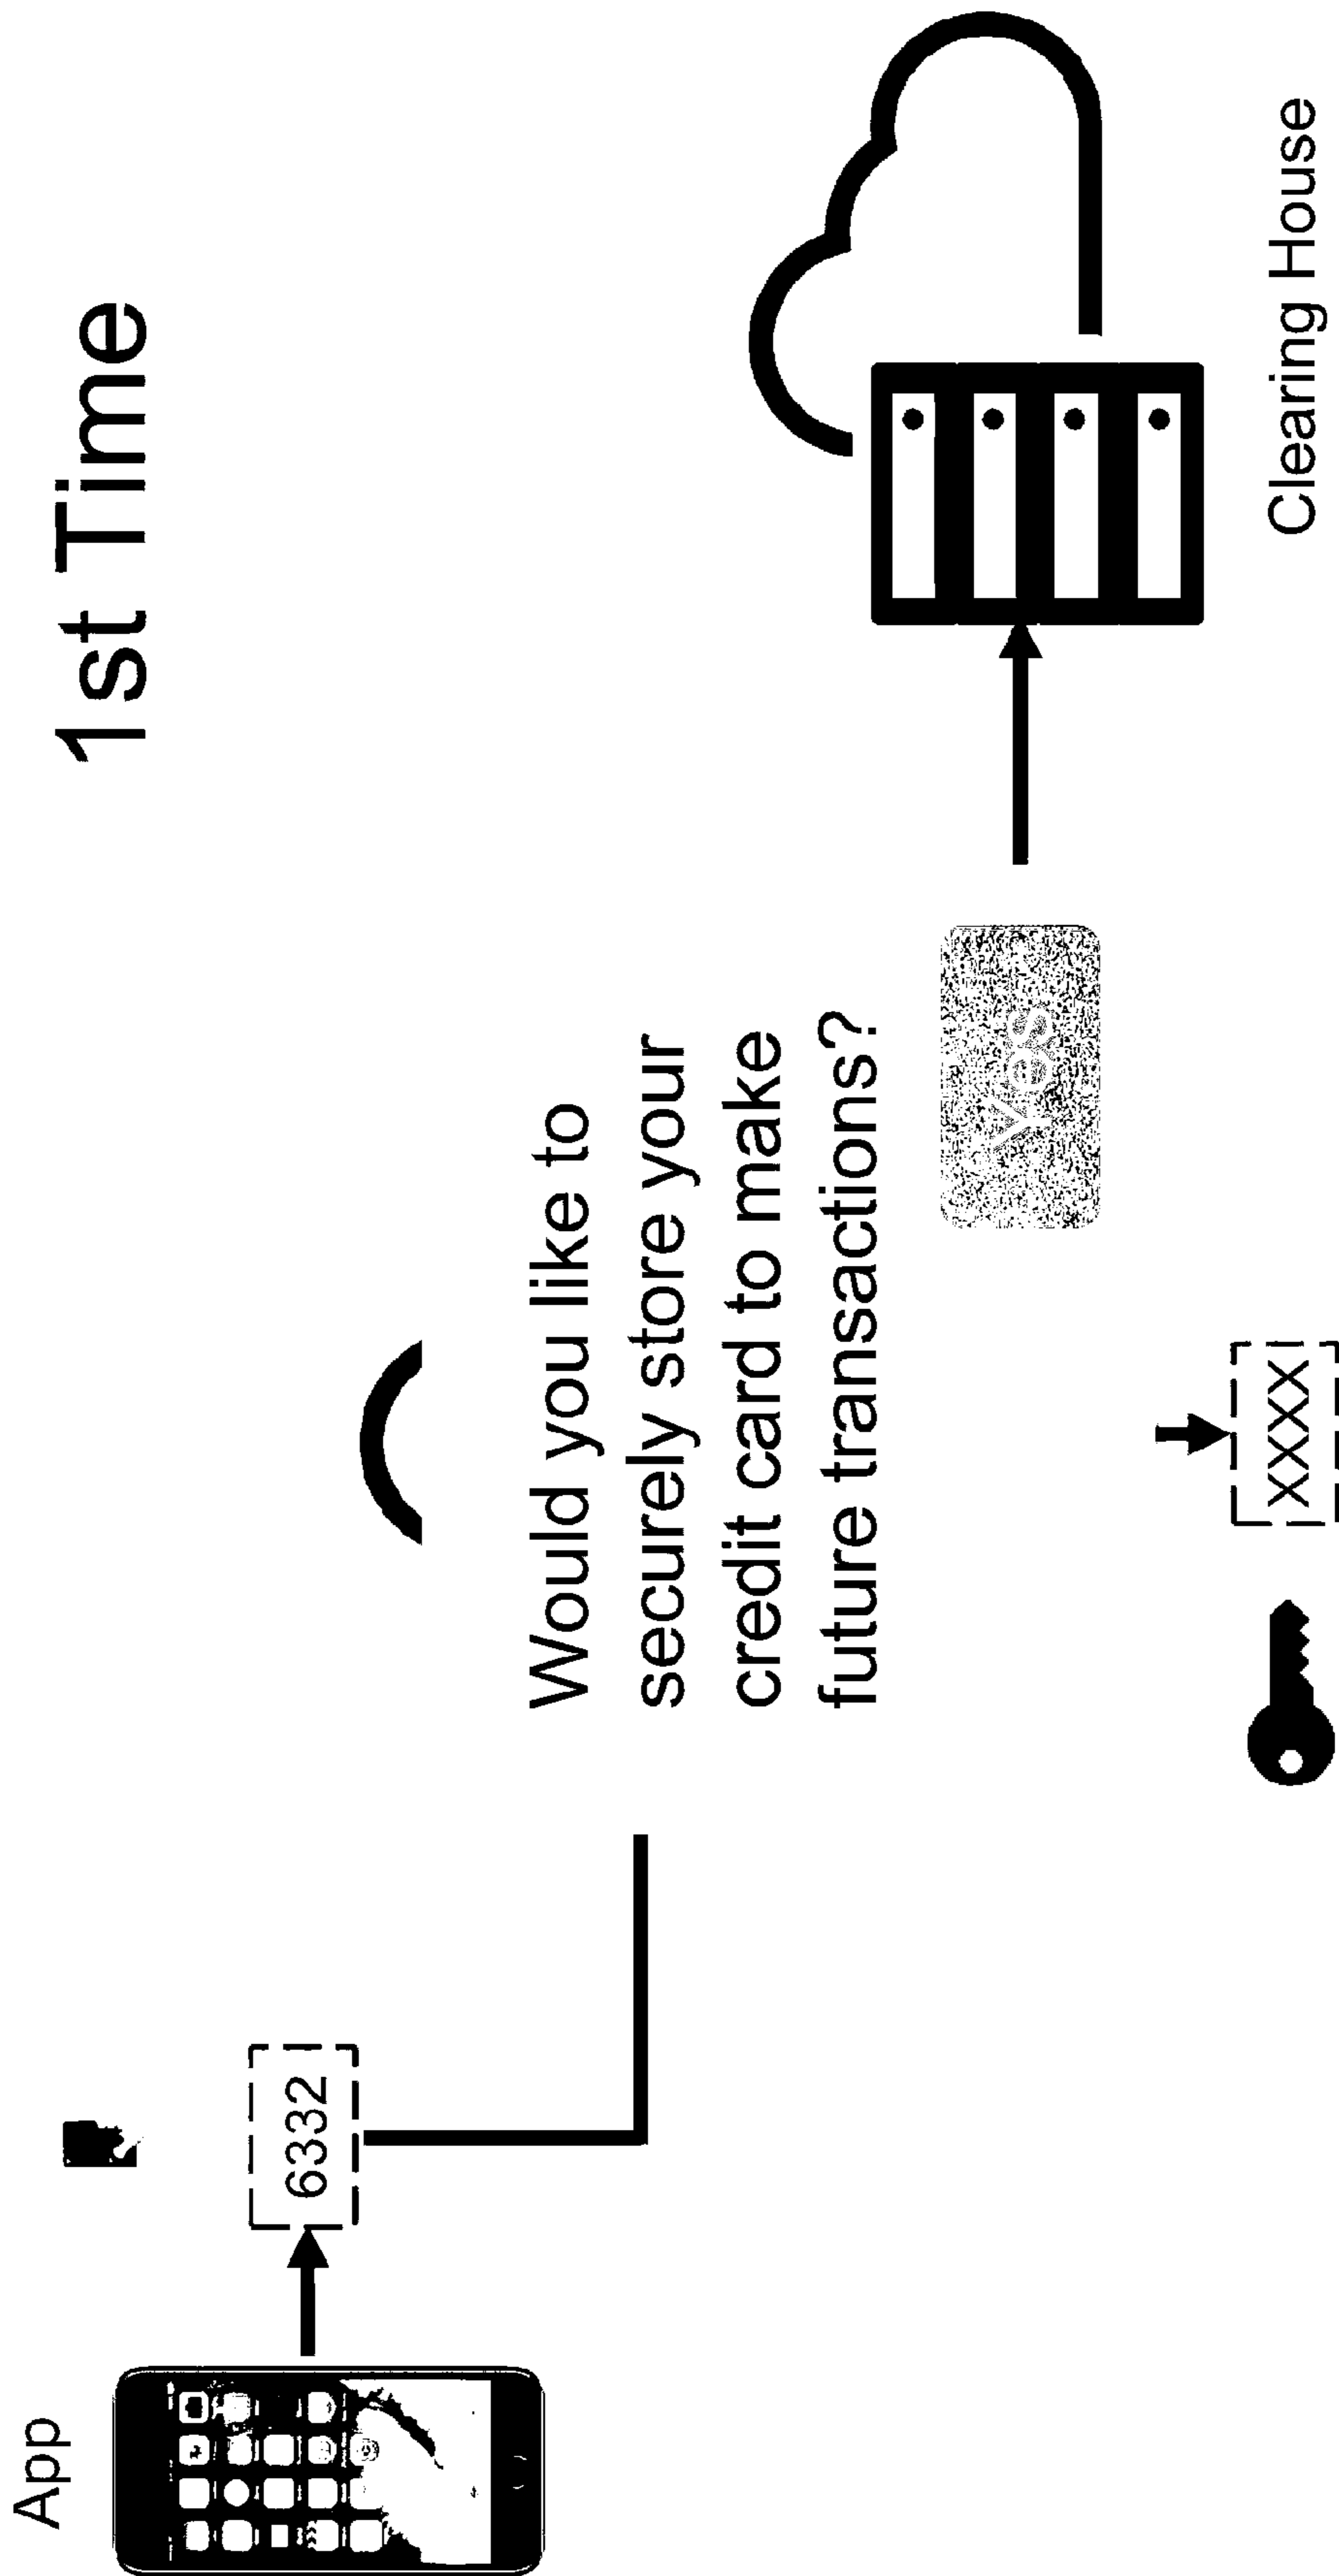 1st Time
App
6332
Would you like to
securely store your
credit card to make
future transactions?
Yes
XXXX
Clearing House